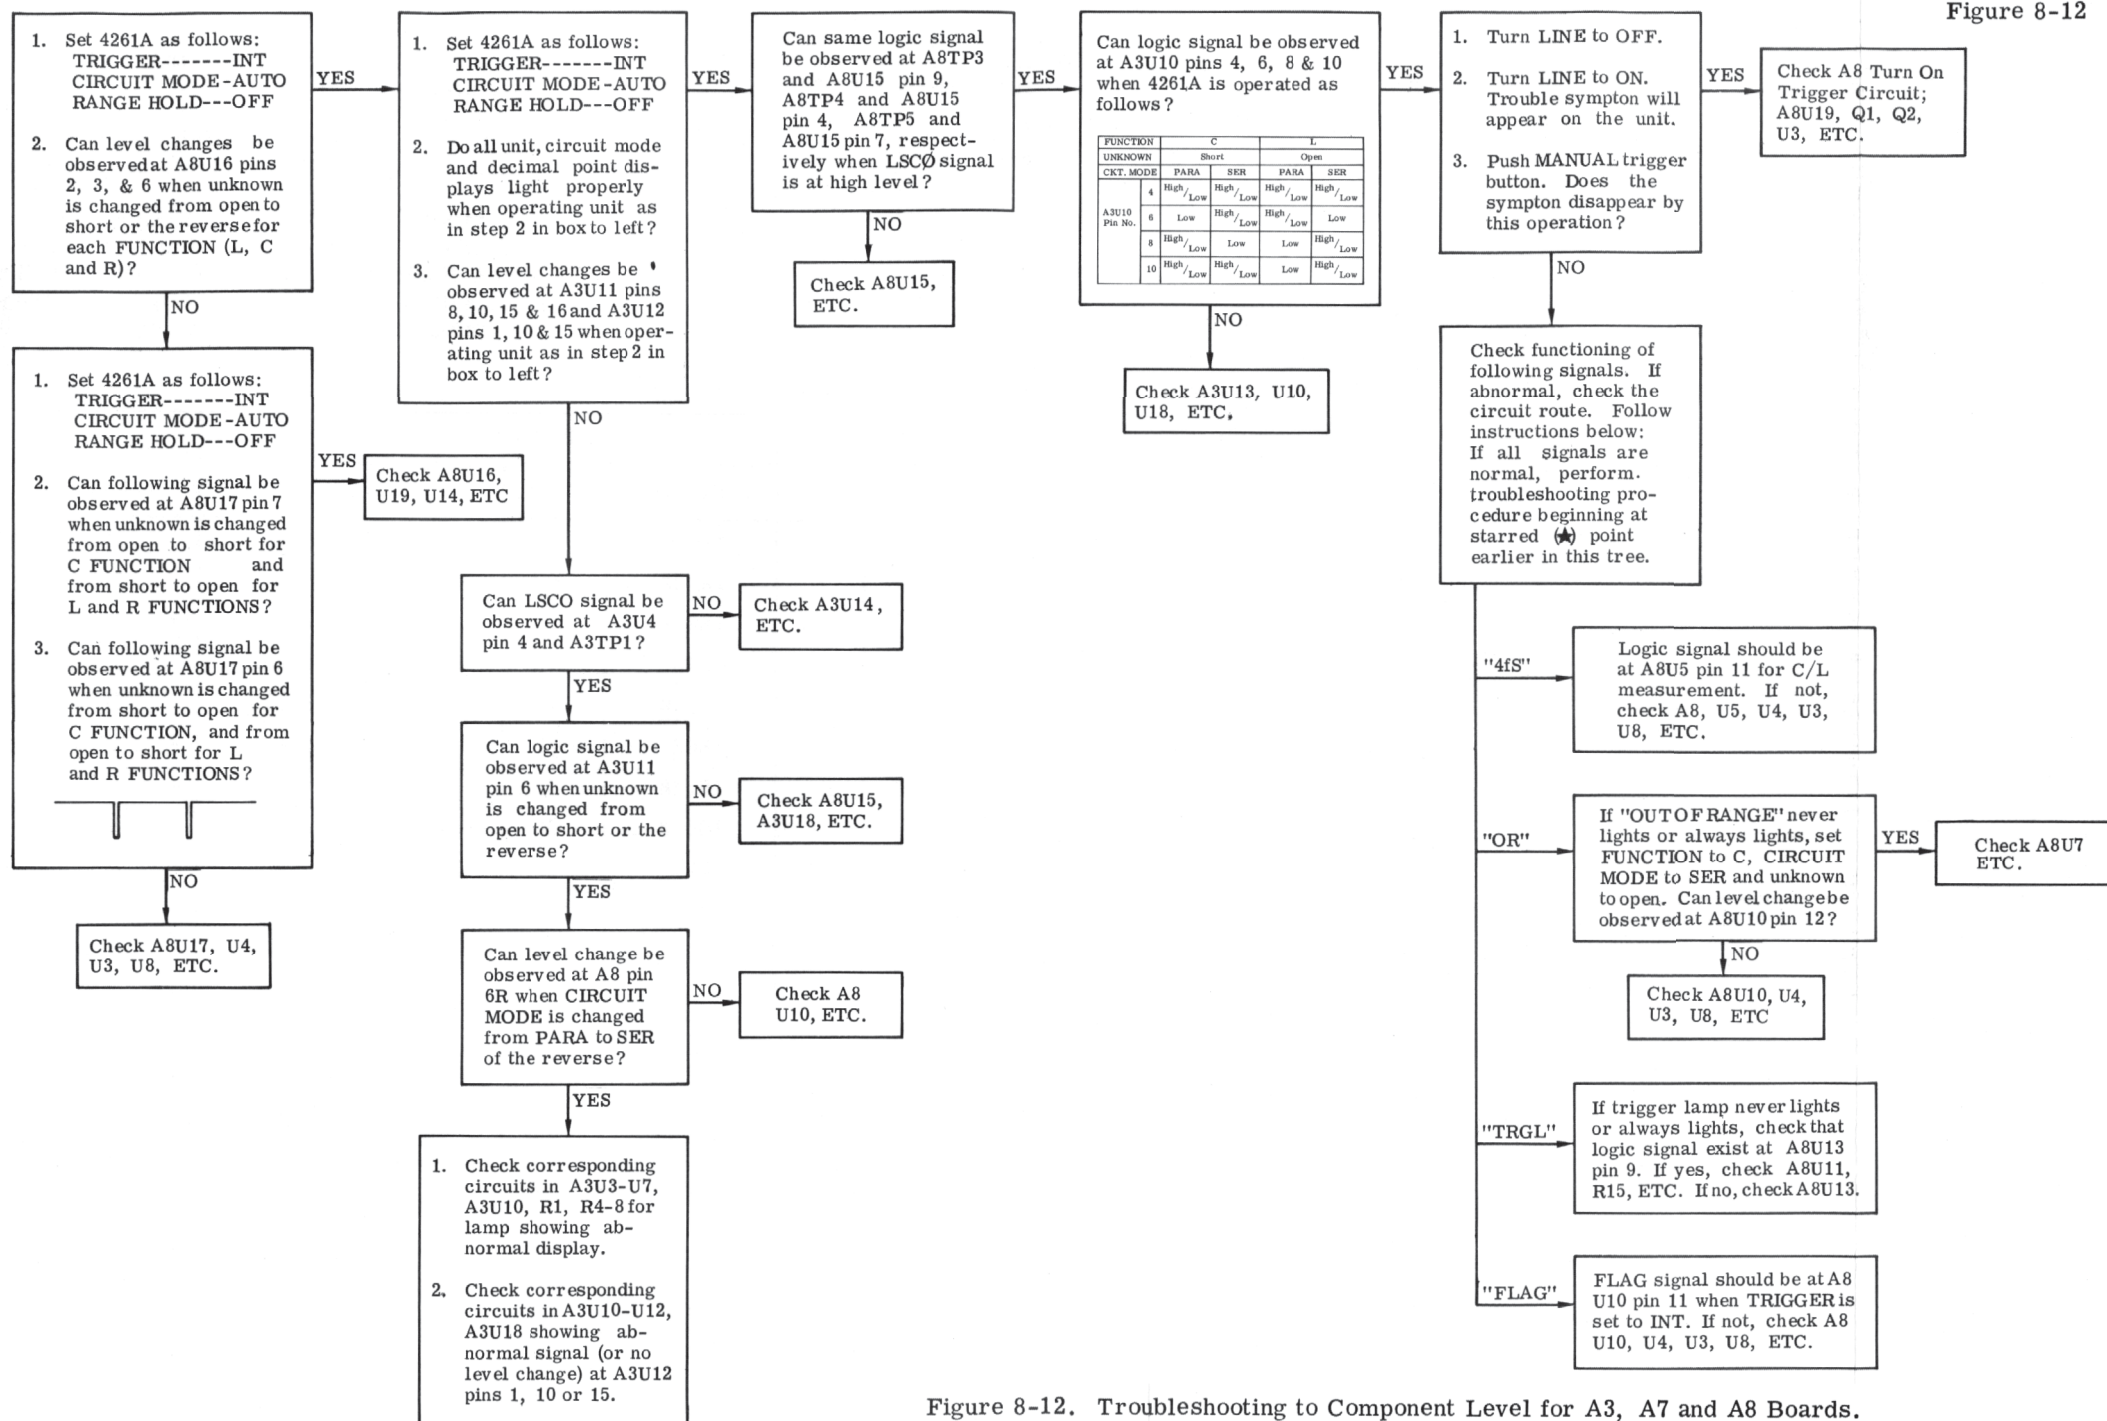 Figure 8-12
1. Set 4261A as follows:
TRIGGER-------INT
CIRCUIT MODE-AUTO
RANGE HOLD---OFF
2. Can level changes be
observed at A8U16 pins
2, 3, & 6 when unknown
is changed from open to
short or the reverse for
each FUNCTION (L, C
and R)?
YES
NO
1. Set 4261A as follows:
TRIGGER-------INT
CIRCUIT MODE-AUTO
RANGE HOLD---OFF
2. Can following signal be
observed at A8U17 pin 7
when unknown is changed
from open to short for
C FUNCTION and
from short to open for
L and R FUNCTIONS?
3. Can following signal be
observed at A8U17 pin 6
when unknown is changed
from short to open for
C FUNCTION, and from
open to short for L
and R FUNCTIONS?
YES
Check A8U16,
U19, U14, ETC
NO
Check A8U17, U4,
U3, U8, ETC.
1. Set 4261A as follows:
TRIGGER-------INT
CIRCUIT MODE-AUTO
RANGE HOLD---OFF
2. Do all unit, circuit mode
and decimal point dis-
plays light properly
when operating unit as
in step 2 in box to left?
3. Can level changes be
observed at A3U11 pins
8, 10, 15 & 16 and A3U12
pins 1, 10 & 15 when oper-
ating unit as in step 2 in
box to left?
YES
NO
Can LSCO signal be
observed at A3U4
pin 4 and A3TP1?
NO
Check A3U14,
ETC.
YES
Can logic signal be
observed at A3U11
pin 6 when unknown
is changed from
open to short or the
reverse?
NO
Check A8U15,
A3U18, ETC.
YES
Can level change be
observed at A8 pin
6R when CIRCUIT
MODE is changed
from PARA to SER
of the reverse?
NO
Check A8
U10, ETC.
YES
1. Check corresponding
circuits in A3U3-U7,
A3U10, R1, R4-8 for
lamp showing ab-
normal display.
2. Check corresponding
circuits in A3U10-U12,
A3U18 showing ab-
normal signal (or no
level change) at A3U12
pins 1, 10 or 15.
Can same logic signal
be observed at A8TP3
and A8U15 pin 9,
A8TP4 and A8U15
pin 4, A8TP5 and
A8U15 pin 7, respect-
ively when LSCØ signal
is at high level?
YES
NO
Check A8U15,
ETC.
Can logic signal be observed
at A3U10 pins 4, 6, 8 & 10
when 4261A is operated as
follows?
FUNCTION C L
UNKNOWN Short Open
CKT. MODE PARA SER PARA SER
A3U10
Pin No.
4 High/Low High/Low High/Low High/Low
6 Low High/Low High/Low Low
8 High/Low Low Low High/Low
10 High/Low High/Low Low High/Low
YES
NO
Check A3U13, U10,
U18, ETC.
1. Turn LINE to OFF.
2. Turn LINE to ON.
Trouble sympton will
appear on the unit.
3. Push MANUAL trigger
button. Does the
sympton disappear by
this operation?
YES
Check A8 Turn On
Trigger Circuit;
A8U19, Q1, Q2,
U3, ETC.
NO
Check functioning of
following signals. If
abnormal, check the
circuit route. Follow
instructions below:
If all signals are
normal, perform.
troubleshooting pro-
cedure beginning at
starred (★) point
earlier in this tree.
"4fS"
Logic signal should be
at A8U5 pin 11 for C/L
measurement. If not,
check A8, U5, U4, U3,
U8, ETC.
"OR"
If "OUT OF RANGE" never
lights or always lights, set
FUNCTION to C, CIRCUIT
MODE to SER and unknown
to open. Can level change be
observed at A8U10 pin 12?
YES
Check A8U7
ETC.
NO
Check A8U10, U4,
U3, U8, ETC
"TRGL"
If trigger lamp never lights
or always lights, check that
logic signal exist at A8U13
pin 9. If yes, check A8U11,
R15, ETC. If no, check A8U13.
"FLAG"
FLAG signal should be at A8
U10 pin 11 when TRIGGER is
set to INT. If not, check A8
U10, U4, U3, U8, ETC.
Figure 8-12. Troubleshooting to Component Level for A3, A7 and A8 Boards.